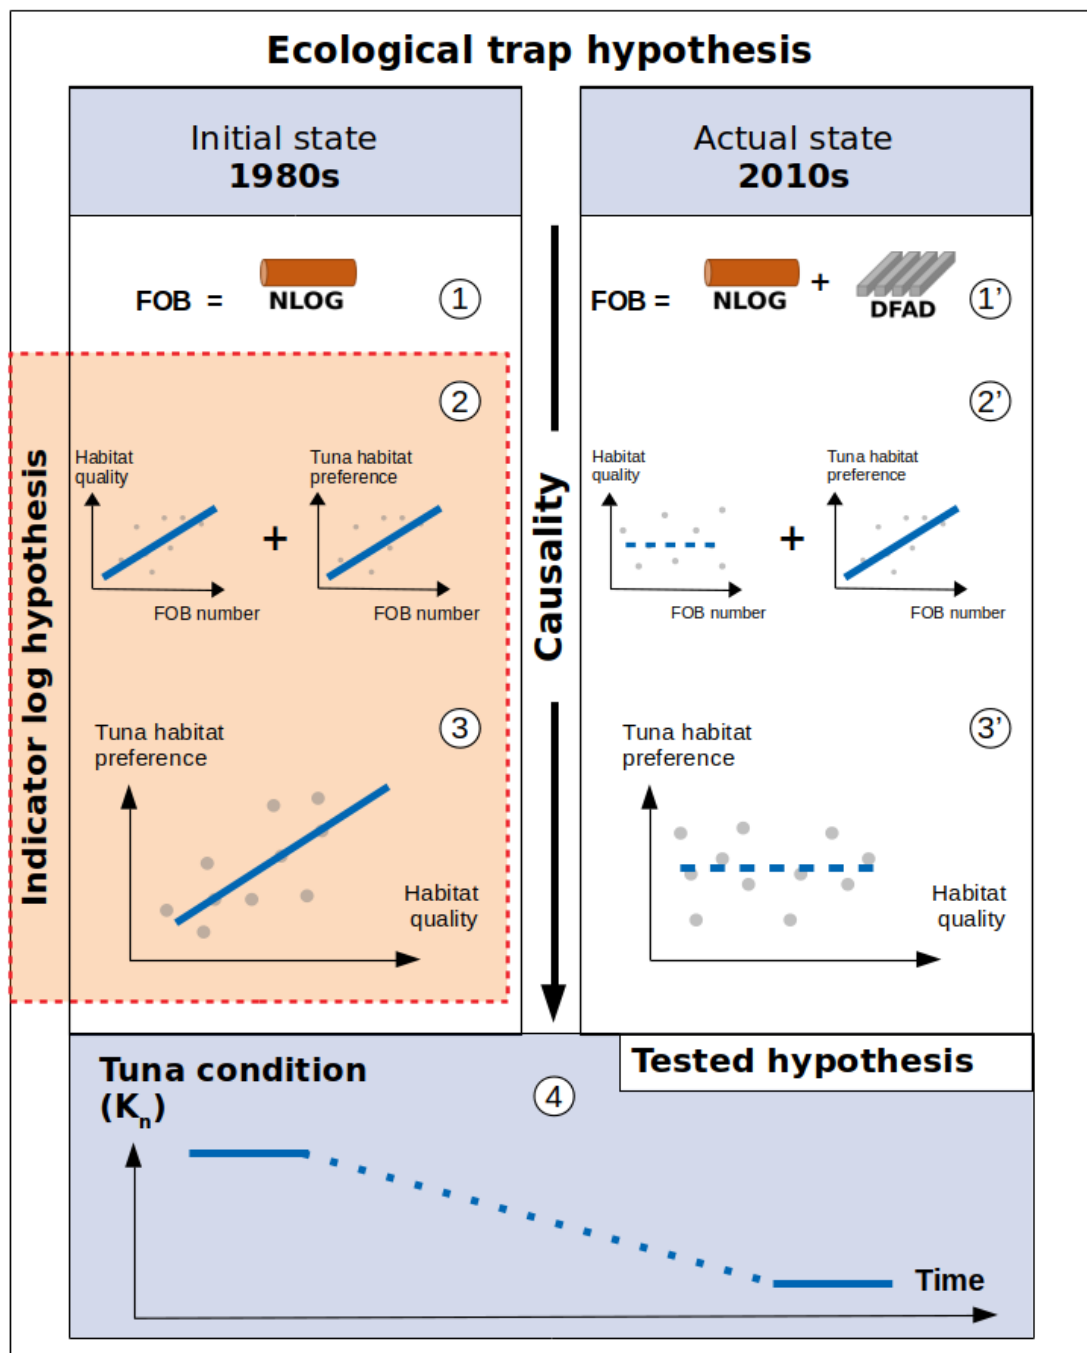 Ecological trap hypothesis
Initial state
1980s
Actual state
2010s
FOB =
NLOG
1
FOB =
NLOG
+
DFAD
1’
Indicator log hypothesis
2
Habitat
quality
FOB number
+
Tuna habitat
preference
FOB number
3
Tuna habitat
preference
Habitat
quality
Causality
2’
Habitat
quality
FOB number
+
Tuna habitat
preference
FOB number
3’
Tuna habitat
preference
Habitat
quality
Tuna condition
(Kn)
4
Tested hypothesis
Time